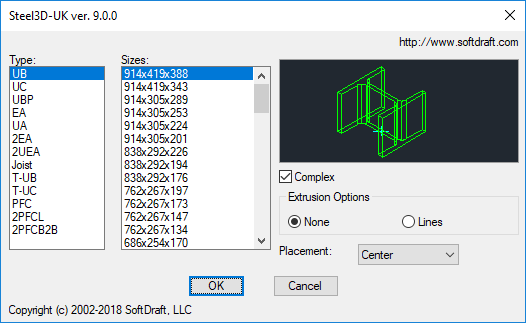 Steel3D-UK ver. 9.0.0
http://www.softdraft.com
Type:
UB
UC
UBP
EA
UA
2EA
2UEA
Joist
T-UB
T-UC
PFC
2PFCL
2PFCB2B
Sizes:
914x419x388
914x419x343
914x305x289
914x305x253
914x305x224
914x305x201
838x292x226
838x292x194
838x292x176
762x267x197
762x267x173
762x267x147
762x267x134
686x254x170
Complex
Extrusion Options
None
Lines
Placement:
Center
OK
Cancel
Copyright (c) 2002-2018 SoftDraft, LLC